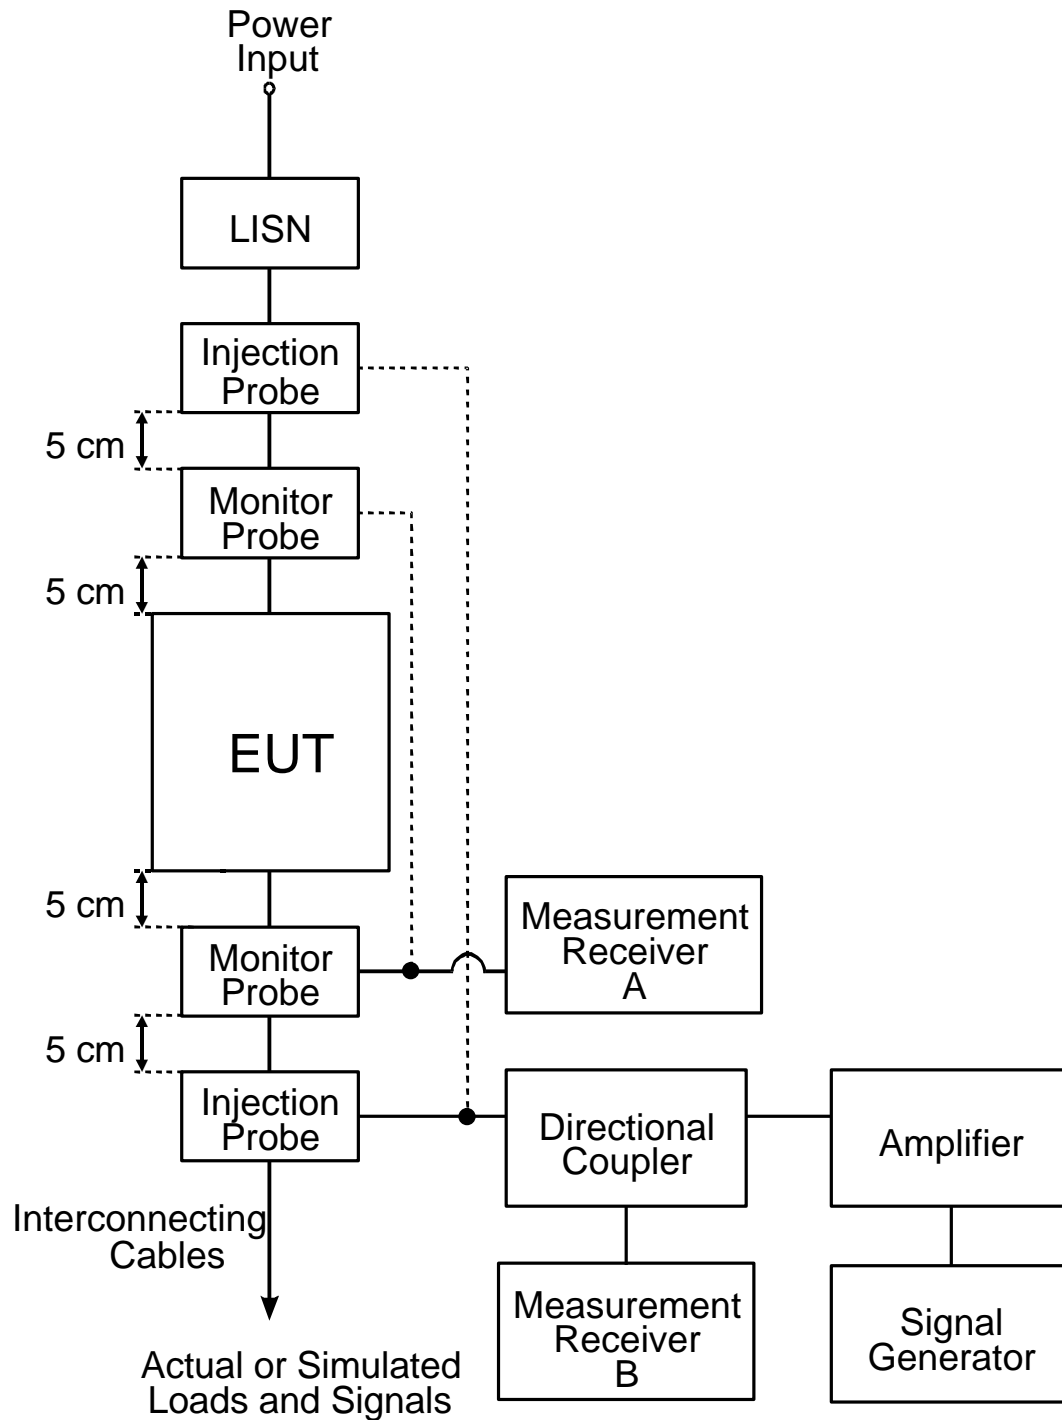 Power
Input
LISN
Injection
Probe
5 cm
Monitor
Probe
5 cm
EUT
5 cm
Monitor
Probe
Measurement
Receiver
A
5 cm
Injection
Probe
Directional
Coupler
Amplifier
Interconnecting
Cables
Measurement
Receiver
B
Signal
Generator
Actual or Simulated
Loads and Signals